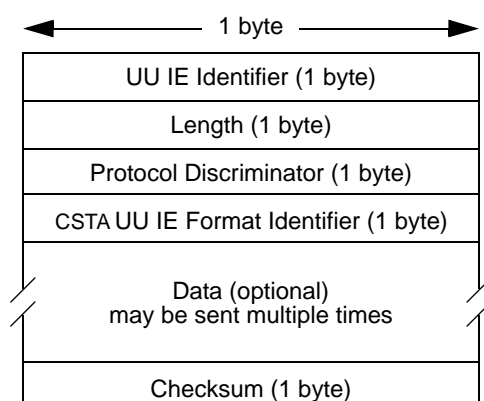 1 byte
UU IE Identifier (1 byte)
Length (1 byte)
Protocol Discriminator (1 byte)
CSTA UU IE Format Identifier (1 byte)
Data (optional)
may be sent multiple times
Checksum (1 byte)